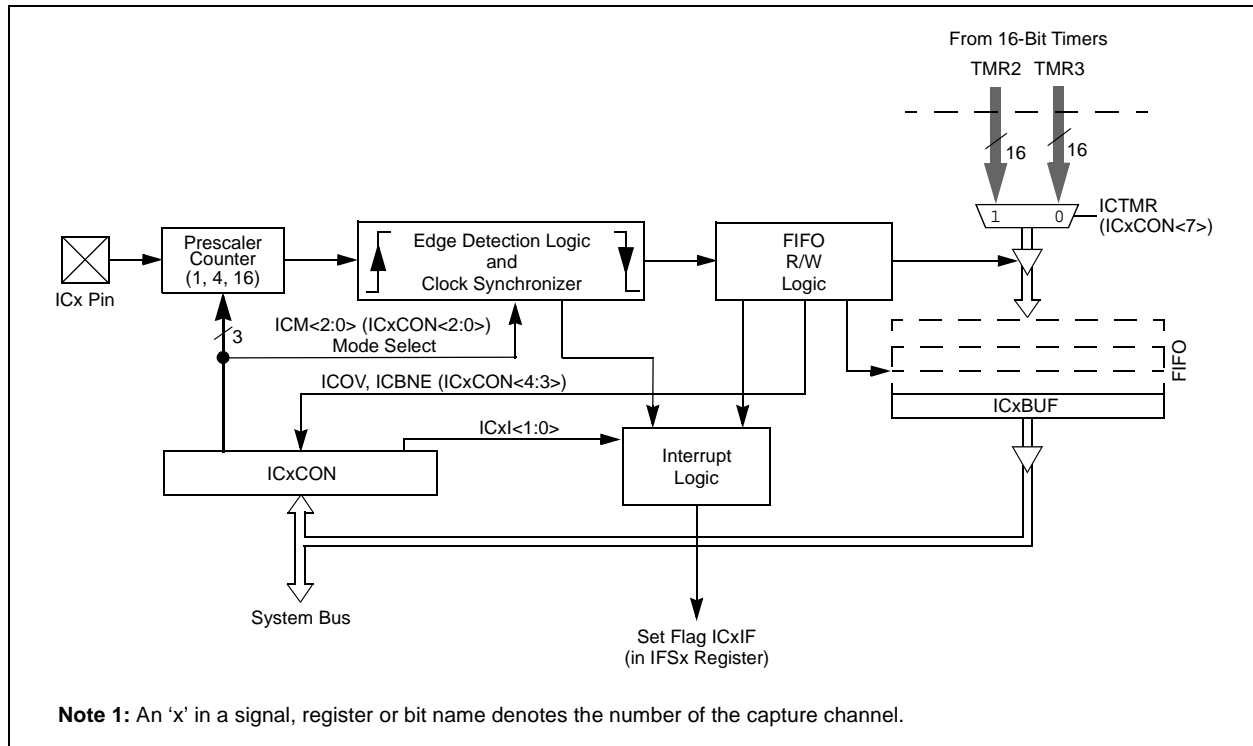 From 16-Bit Timers
TMR2 TMR3
16
16
1 0
ICTMR
(ICxCON<7>)
Prescaler
Counter
(1, 4, 16)
Edge Detection Logic
and
Clock Synchronizer
FIFO
R/W
Logic
ICx Pin
3
ICM<2:0> (ICxCON<2:0>)
Mode Select
FIFO
ICOV, ICBNE (ICxCON<4:3>)
ICxBUF
ICxI<1:0>
ICxCON
Interrupt
Logic
System Bus
Set Flag ICxIF
(in IFSx Register)
Note 1: An ‘x’ in a signal, register or bit name denotes the number of the capture channel.